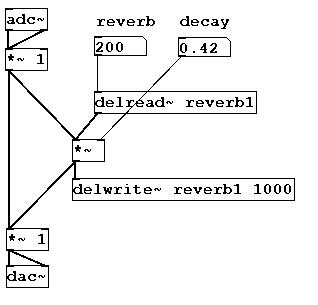 adc~ reverb decay
200 0.42
*~ 1
delread~ reverb1
*~
delwrite~ reverb1 1000
*~ 1
dac~